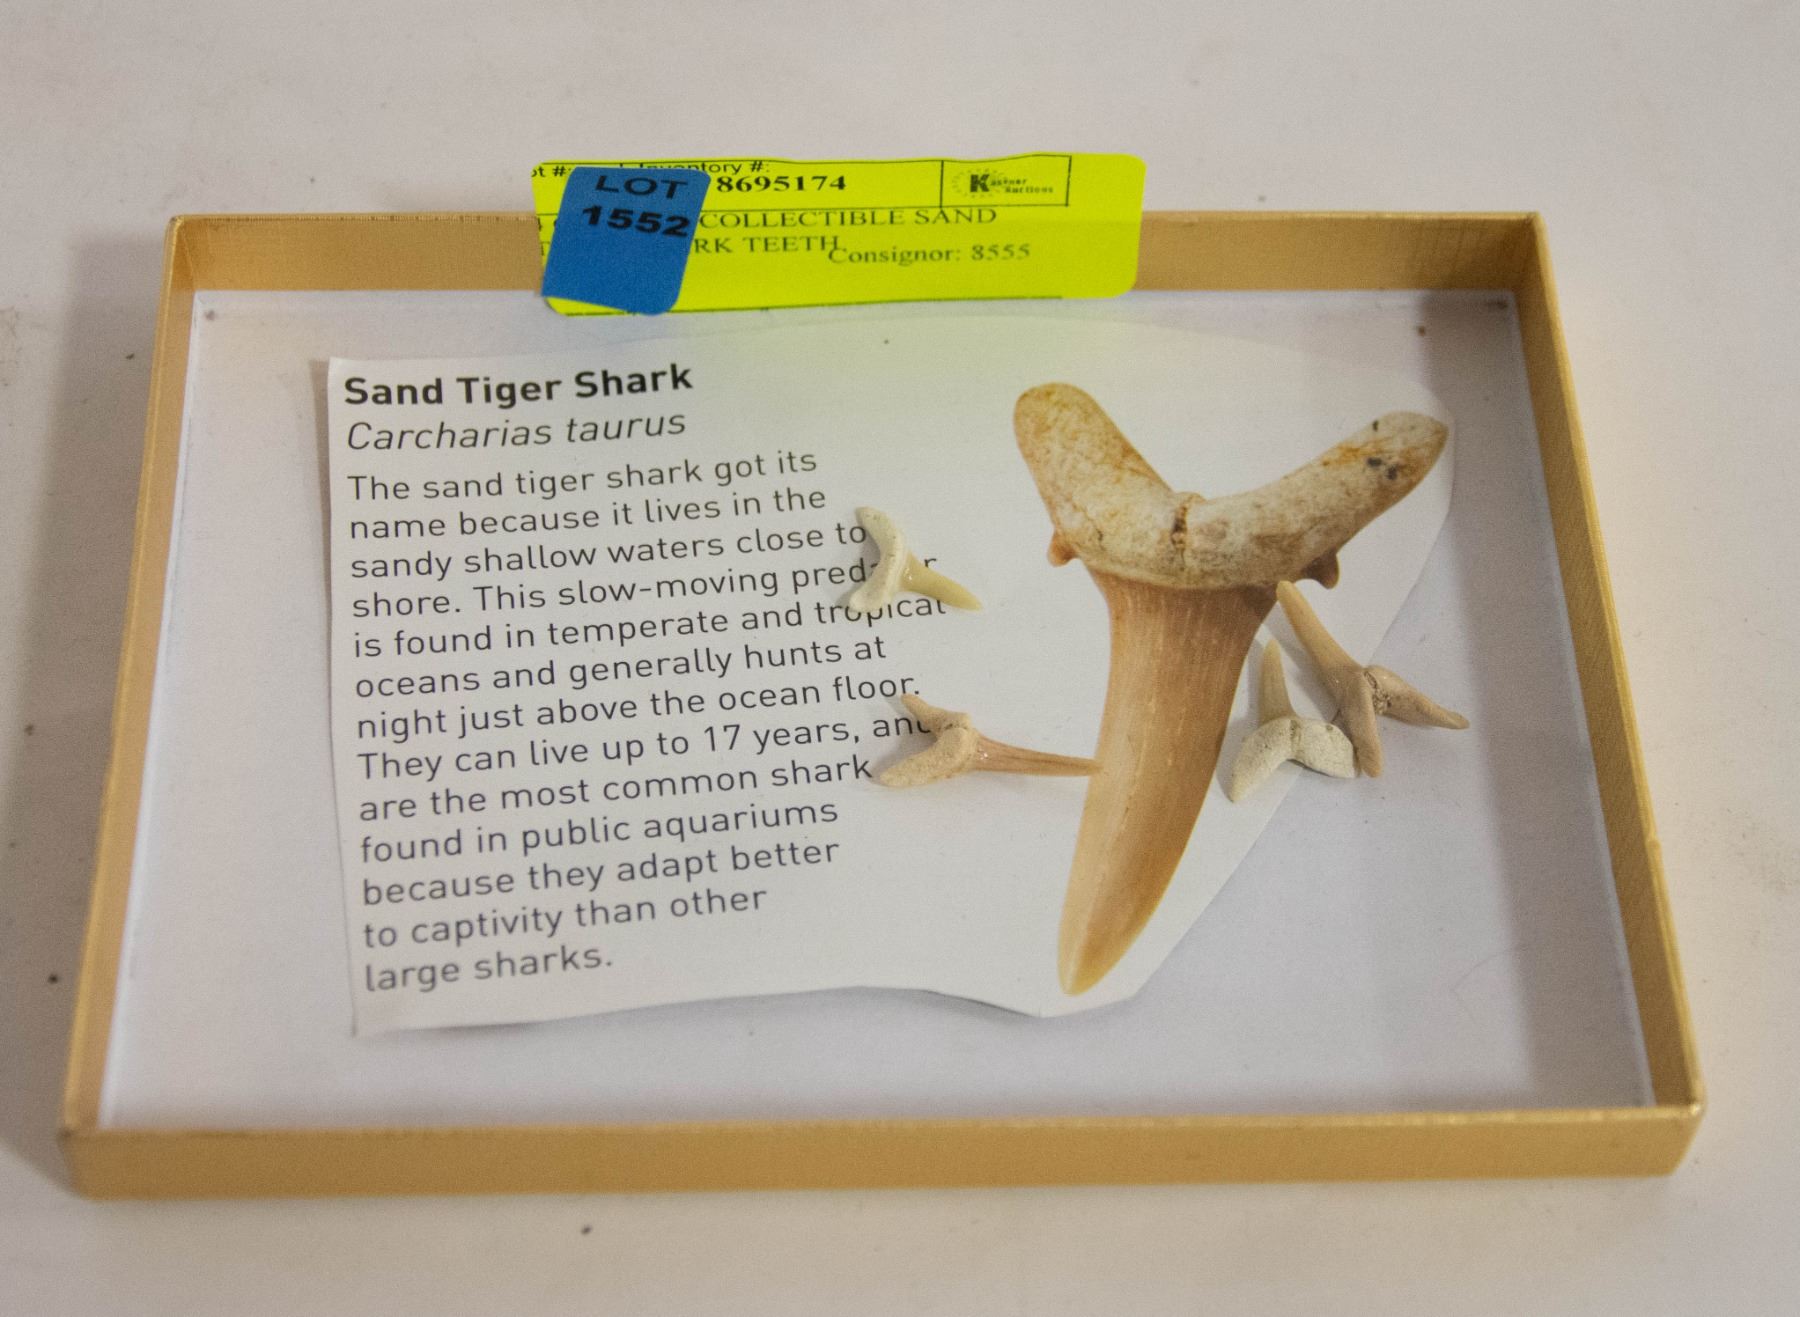 Inventory #:
LOT 8695174
Kastner
Auctions
1552 COLLECTIBLE SAND
TEETH
Consignor: 8555
Sand Tiger Shark
Carcharias taurus
The sand tiger shark got its
name because it lives in the
sandy shallow waters close to
shore. This slow-moving
is found in temperate and tropical
oceans and generally hunts at
night just above the ocean floor.
They can live up to 17 years, and
are the most common shark
found in public aquariums
because they adapt better
to captivity than other
large sharks.